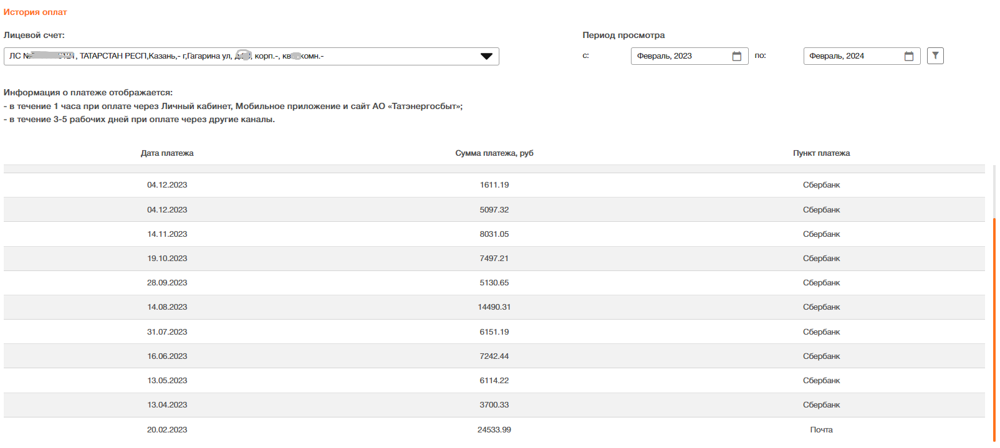 История оплат
Лицевой счет:
Период просмотра
ЛС №, ТАТАРСТАН РЕСП,Казань,- г,Гагарина ул, корп.-, кв комн.-
с:
Февраль, 2023
по:
Февраль, 2024
Информация о платеже отображается:
- в течение 1 часа при оплате через Личный кабинет, Мобильное приложение и сайт АО «Татэнергосбыт»;
- в течение 3-5 рабочих дней при оплате через другие каналы.
Дата платежа Сумма платежа, руб Пункт платежа
04.12.2023 1611.19 Сбербанк
04.12.2023 5097.32 Сбербанк
14.11.2023 8031.05 Сбербанк
19.10.2023 7497.21 Сбербанк
28.09.2023 5130.65 Сбербанк
14.08.2023 14490.31 Сбербанк
31.07.2023 6151.19 Сбербанк
16.06.2023 7242.44 Сбербанк
13.05.2023 6114.22 Сбербанк
13.04.2023 3700.33 Сбербанк
20.02.2023 24533.99 Почта